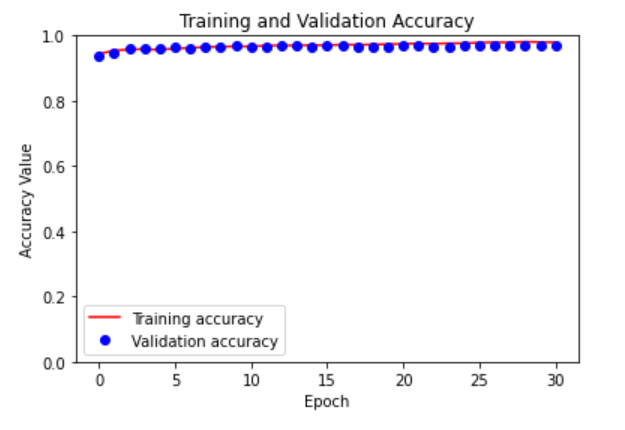 Training and Validation Accuracy
1.0
0.8
0.6
0.4
0.2
0.0
Accuracy Value
Training accuracy
Validation accuracy
0 5 10 15 20 25 30
Epoch